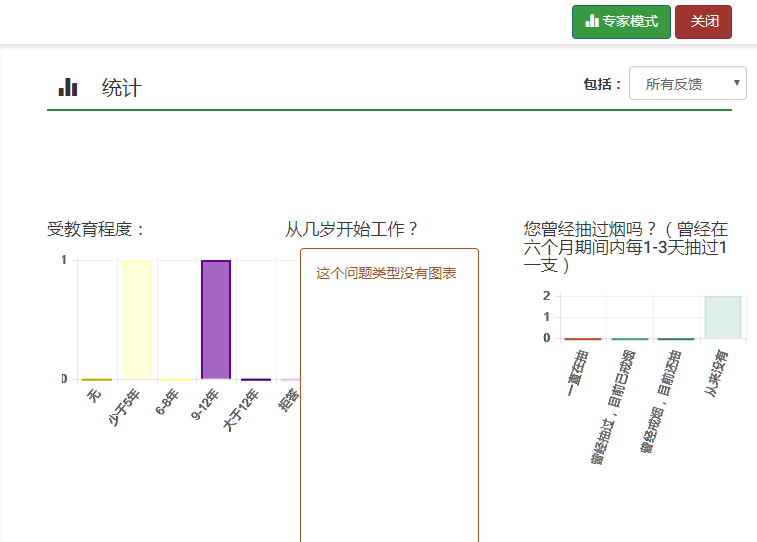 专家模式
关闭
统计
包括：
所有反馈
受教育程度：
1
0
无
少于5年
6-8年
9-12年
大于12年
拒答
从几岁开始工作？
这个问题类型没有图表
您曾经抽过烟吗？（曾经在
六个月期间内每1-3天抽过1
一支）
2
1
0
一直在抽
曾经抽过，目前已戒烟
曾经戒烟，目前还抽
从来没有